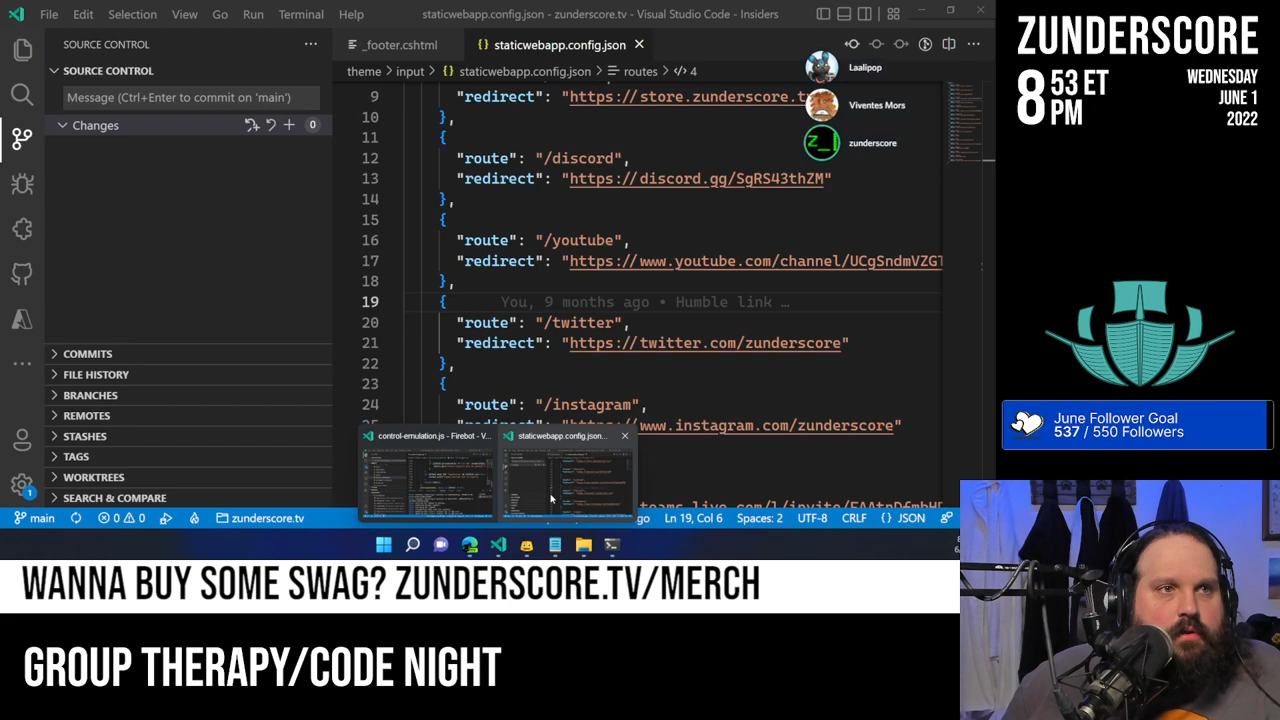 File Edit Selection View Go Run Terminal Help
staticwebapp.config.json - zunderscore.tv - Visual Studio Code - Insiders
SOURCE CONTROL
_footer.cshtml
staticwebapp.config.json
theme input staticwebapp.config.json routes 4
SOURCE CONTROL
Message (Ctrl+Enter to commit on 'main')
Changes 0
9 "redirect": "https://store.zunderscore.
10 },
11 {
12 "route": "/discord",
13 "redirect": "https://discord.gg/SgRS43thZM"
14 },
15 {
16 "route": "/youtube",
17 "redirect": "https://www.youtube.com/channel/UCgSndmVZGT
18 },
19 { You, 9 months ago • Humble link …
20 "route": "/twitter",
21 "redirect": "https://twitter.com/zunderscore"
22 },
23 {
24 "route": "/instagram",
https://www.instagram.com/zunderscore"
Laalipop
Viventes Mors
zunderscore
COMMITS
FILE HISTORY
BRANCHES
REMOTES
STASHES
TAGS
WORKTREES
SEARCH & COMPARE
control-emulation.js - Firebot - V...
staticwebapp.config.json...
main 0 0 zunderscore.tv
Ln 19, Col 6 Spaces: 2 UTF-8 CRLF { } JSON
1
WANNA BUY SOME SWAG? ZUNDERSCORE.TV/MERCH
GROUP THERAPY/CODE NIGHT
ZUNDERSCORE
8 53 ET
PM
WEDNESDAY
JUNE 1
2022
June Follower Goal
537 / 550 Followers